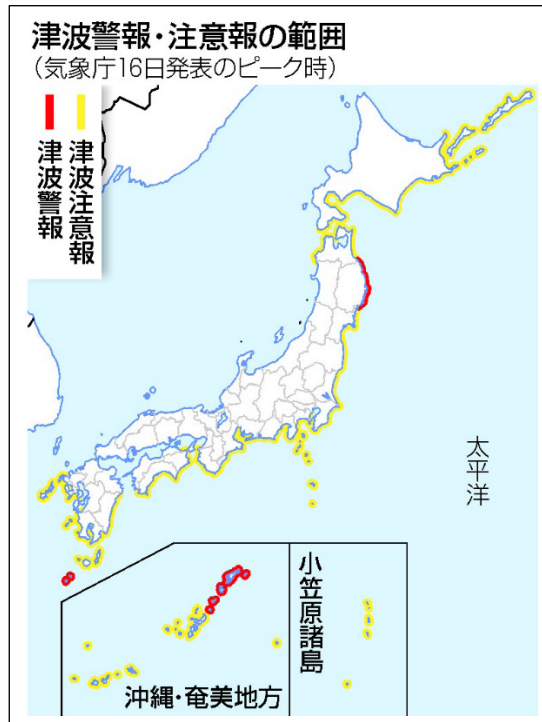 津波警報・注意報の範囲
(気象庁16日発表のピーク時)
津波注意報
津波警報
太平洋
小笠原諸島
沖縄・奄美地方